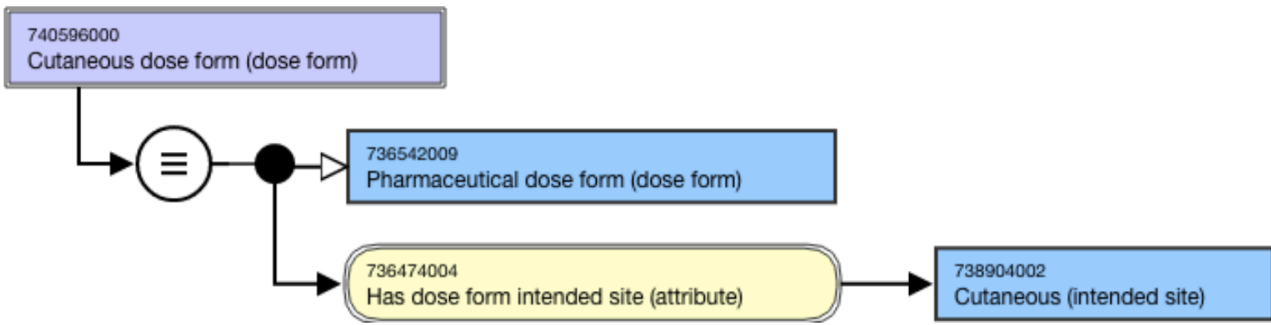 740596000
Cutaneous dose form (dose form)
736542009
Pharmaceutical dose form (dose form)
736474004
Has dose form intended site (attribute)
738904002
Cutaneous (intended site)